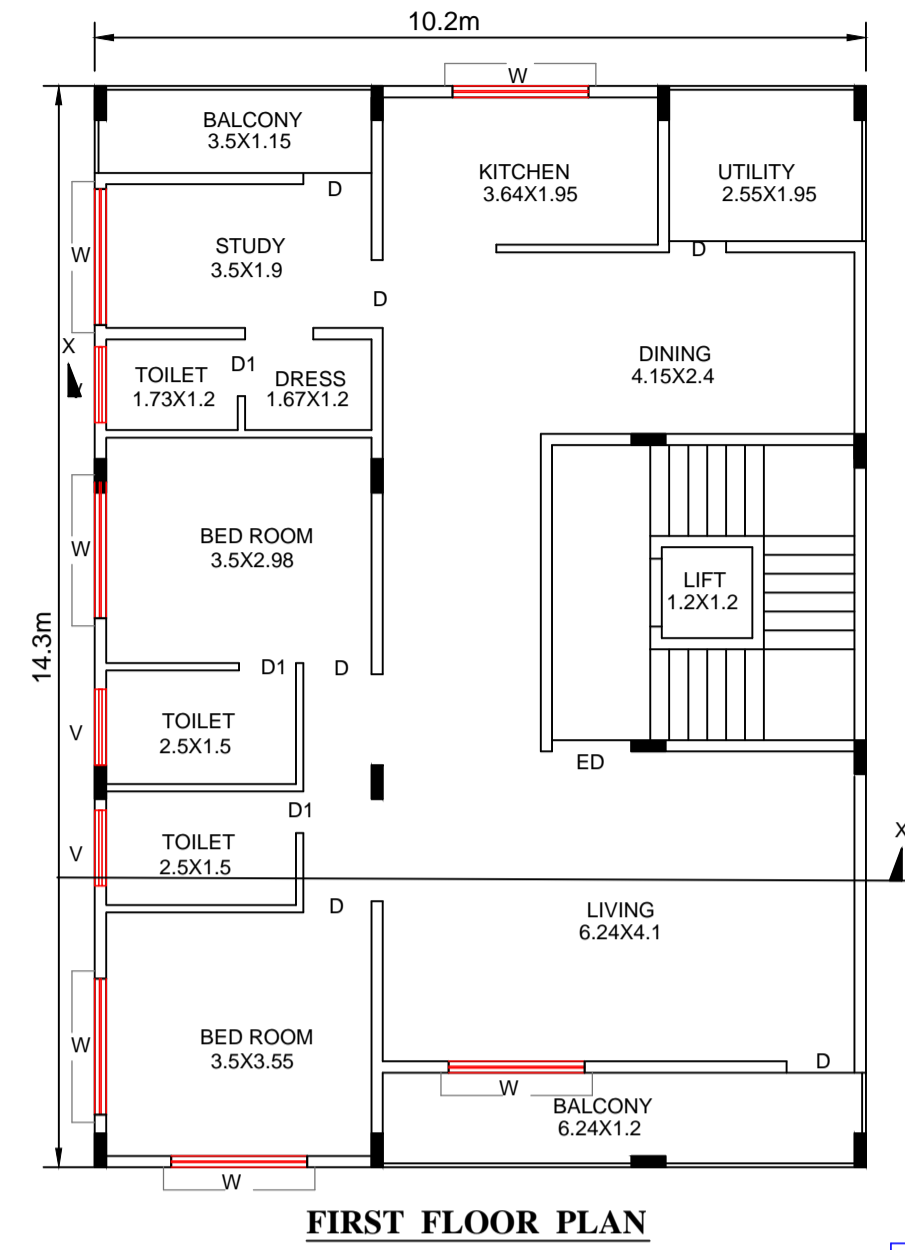 10.2m
W
BALCONY
3.5X1.15
KITCHEN
3.64X1.95
UTILITY
2.55X1.95
D
W
STUDY
3.5X1.9
D
D
X
TOILET
1.73X1.2
D1
DRESS
1.67X1.2
DINING
4.15X2.4
W
BED ROOM
3.5X2.98
LIFT
1.2X1.2
14.3m
D1
D
V
TOILET
2.5X1.5
ED
D1
V
TOILET
2.5X1.5
X
D
LIVING
6.24X4.1
W
BED ROOM
3.5X3.55
D
W
BALCONY
6.24X1.2
W
FIRST FLOOR PLAN